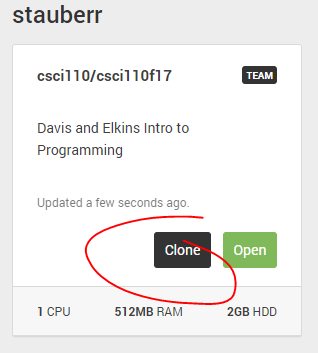 stauberr
csci110/csci110f17 TEAM
Davis and Elkins Intro to
Programming
Updated a few seconds ago.
Clone Open
1 CPU 512MB RAM 2GB HDD